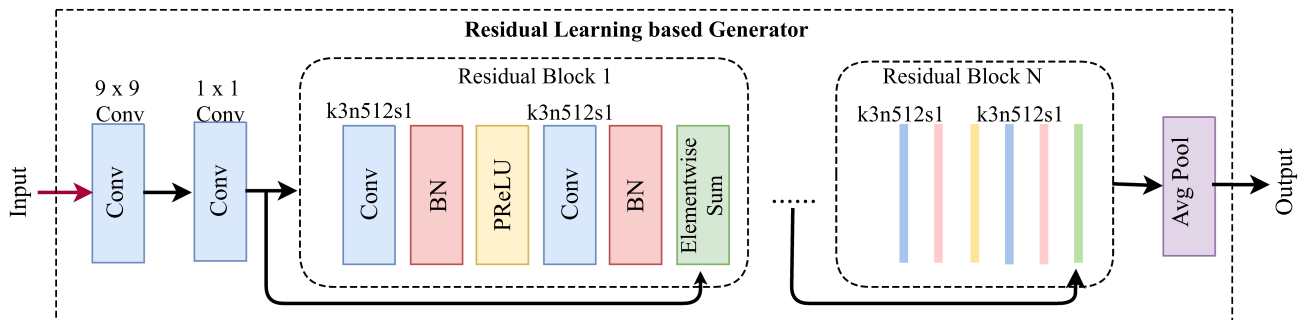 Residual Learning based Generator
Input
9 x 9
Conv
Conv
1 x 1
Conv
Conv
Residual Block 1
k3n512s1
Conv
BN
PReLU
k3n512s1
Conv
BN
Elementwise
Sum
......
Residual Block N
k3n512s1
k3n512s1
Avg Pool
Output